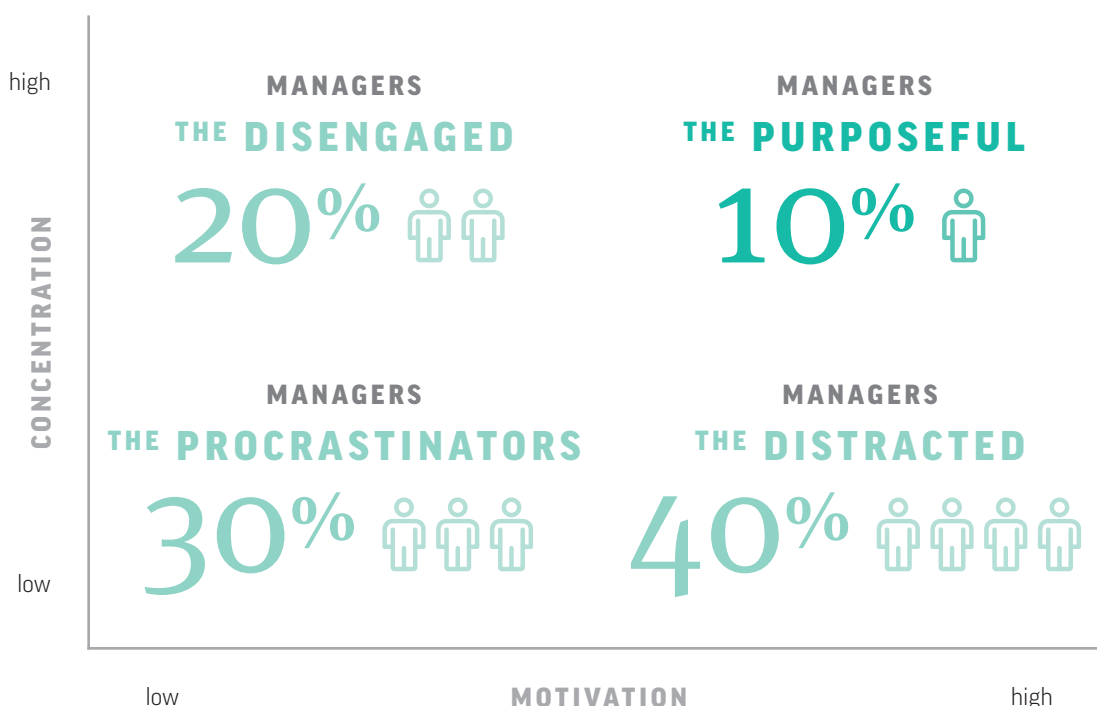 high
MANAGERS
THE DISENGAGED
20%
MANAGERS
THE PURPOSEFUL
10%
CONCENTRATION
MANAGERS
THE PROCRASTINATORS
30%
MANAGERS
THE DISTRACTED
40%
low
low
MOTIVATION
high